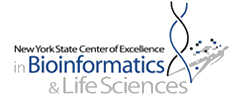 New York State Center of Excellence
in Bioinformatics
& Life Sciences